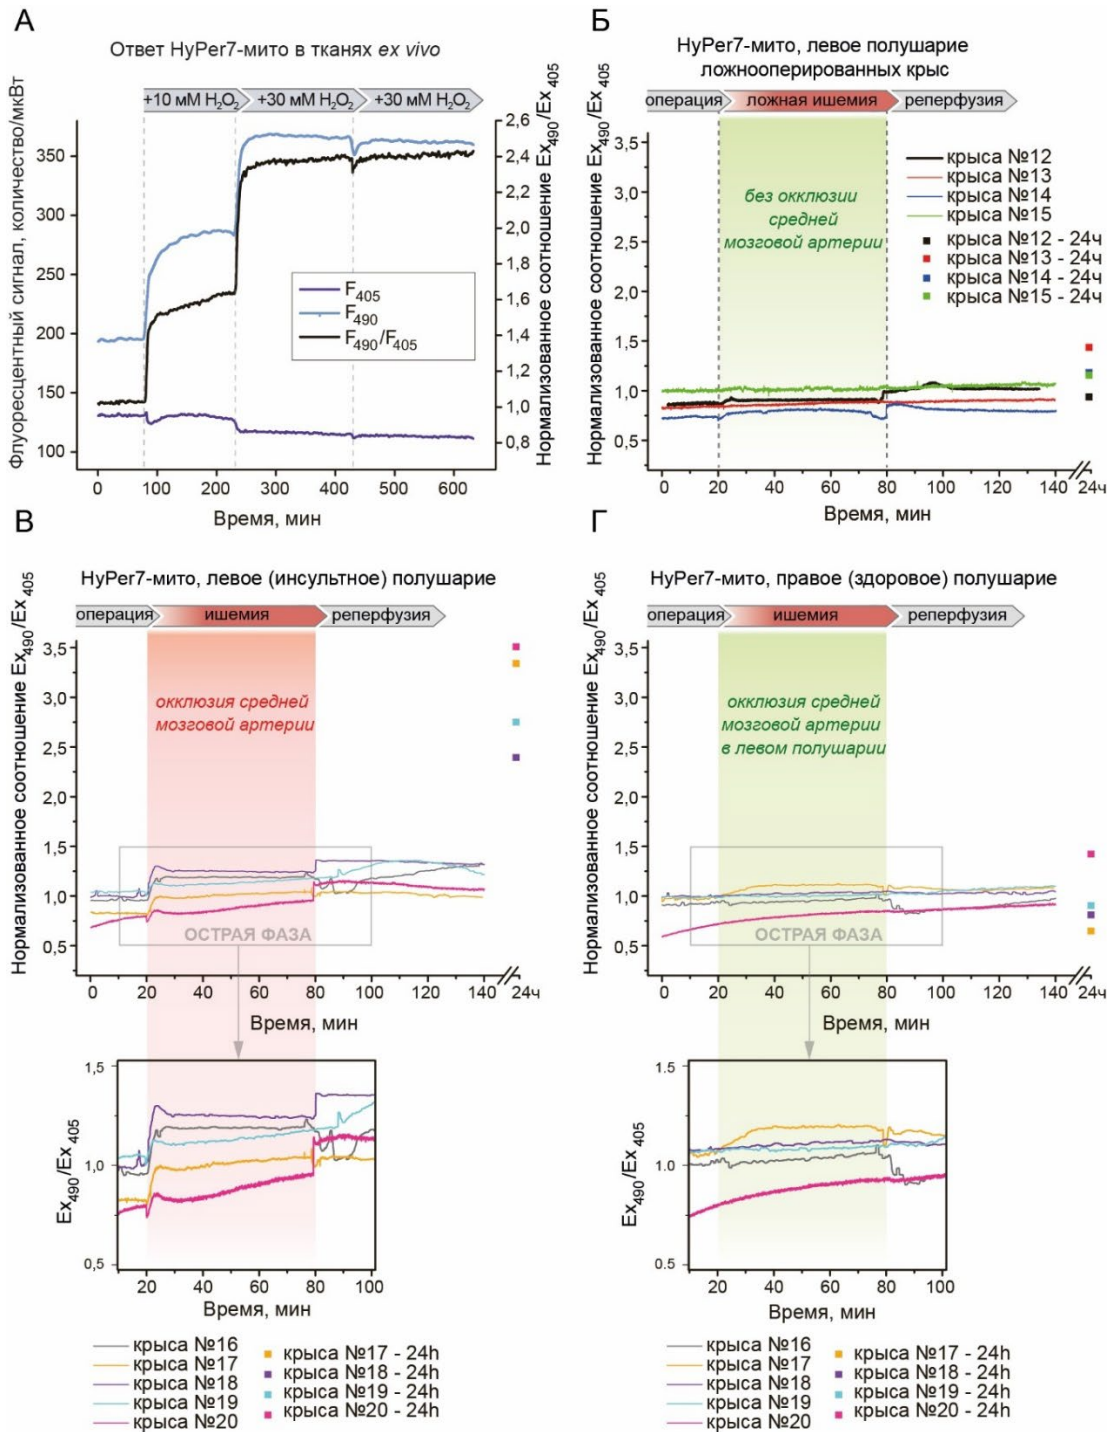 А
Ответ HyPer7-мито в тканях ex vivo
+10 мМ H2O2
+30 мМ H2O2
+30 мМ H2O2
Флуоресцентный сигнал, количество/мкВт
350
300
250
200
150
100
F405
F490
F490/F405
2,6
2,4
2,2
2,0
1,8
1,6
1,4
1,2
1,0
0,8
Нормализованное соотношение Ex490/Ex405
0 100 200 300 400 500 600
Время, мин
Б
HyPer7-мито, левое полушарие
ложнооперированных крыс
операция
ложная ишемия
реперфузия
Нормализованное соотношение Ex490/Ex405
3,5
3,0
2,5
2,0
1,5
1,0
0,5
без окклюзии
средней
мозговой артерии
крыса №12
крыса №13
крыса №14
крыса №15
крыса №12 - 24ч
крыса №13 - 24ч
крыса №14 - 24ч
крыса №15 - 24ч
0 20 40 60 80 100 120 140 24ч
Время, мин
В
HyPer7-мито, левое (инсультное) полушарие
операция
ишемия
реперфузия
Нормализованное соотношение Ex490/Ex405
3,5
3,0
2,5
2,0
1,5
1,0
0,5
окклюзия средней
мозговой артерии
ОСТРАЯ ФАЗА
0 20 40 60 80 100 120 140 24ч
Время, мин
Ex490/Ex405
1,5
1,0
0,5
20 40 60 80 100
Время, мин
крыса №16
крыса №17
крыса №18
крыса №19
крыса №20
крыса №17 - 24h
крыса №18 - 24h
крыса №19 - 24h
крыса №20 - 24h
Г
HyPer7-мито, правое (здоровое) полушарие
операция
ишемия
реперфузия
Нормализованное соотношение Ex490/Ex405
3,5
3,0
2,5
2,0
1,5
1,0
0,5
окклюзия средней
мозговой артерии
в левом полушарии
ОСТРАЯ ФАЗА
0 20 40 60 80 100 120 140 24ч
Время, мин
Ex490/Ex405
1,5
1,0
0,5
20 40 60 80 100
Время, мин
крыса №16
крыса №17
крыса №18
крыса №19
крыса №20
крыса №17 - 24h
крыса №18 - 24h
крыса №19 - 24h
крыса №20 - 24h